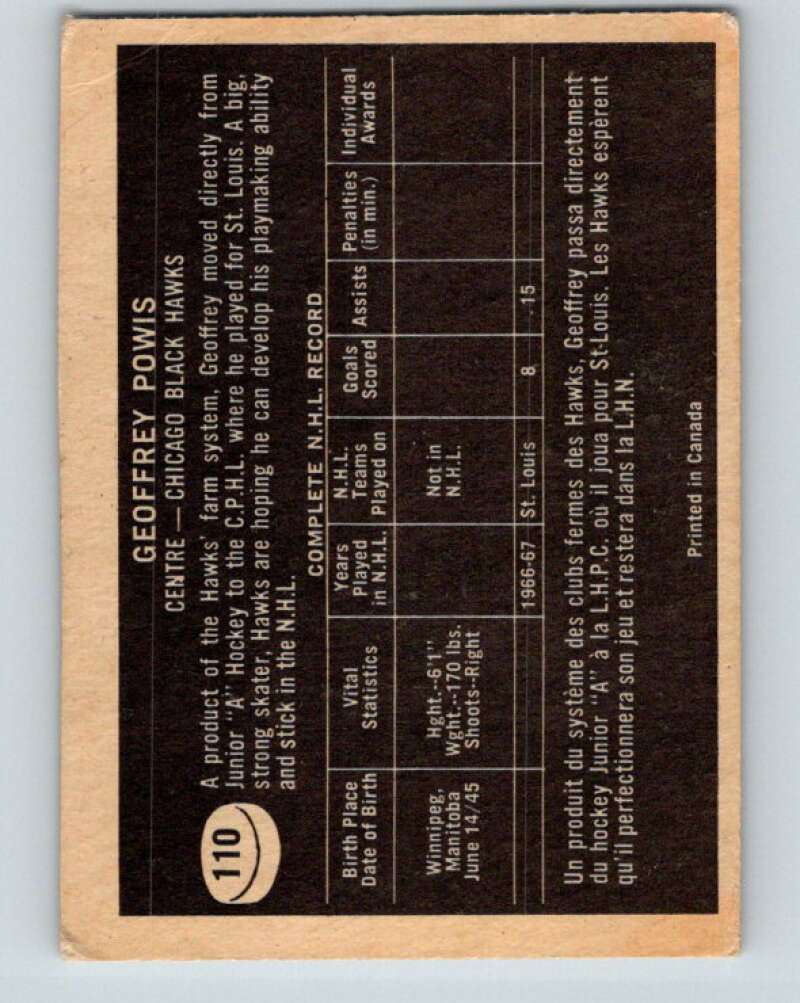 110
GEOFFREY POWIS
CENTRE — CHICAGO BLACK HAWKS
A product of the Hawks' farm system, Geoffrey moved directly from
Junior "A" Hockey to the C.P.H.L. where he played for St. Louis. A big,
strong skater, Hawks are hoping he can develop his playmaking ability
and stick in the N.H.L.
COMPLETE N.H.L. RECORD
Birth Place
Date of Birth
Vital
Statistics
Years
Played
in N.H.L.
N.H.L.
Teams
Played on
Goals
Scored
Assists
Penalties
(in min.)
Individual
Awards
Winnipeg,
Manitoba
June 14/45
Hght.-6'1"
Wght.-170 lbs.
Shoots-Right
Not in
N.H.L.
1966-67 St. Louis 8 15
Un produit du système des clubs fermes des Hawks, Geoffrey passa directement
du hockey Junior "A" à la L.H.P.C. où il joua pour St-Louis. Les Hawks espèrent
qu'il perfectionnera son jeu et restera dans la L.H.N.
Printed in Canada